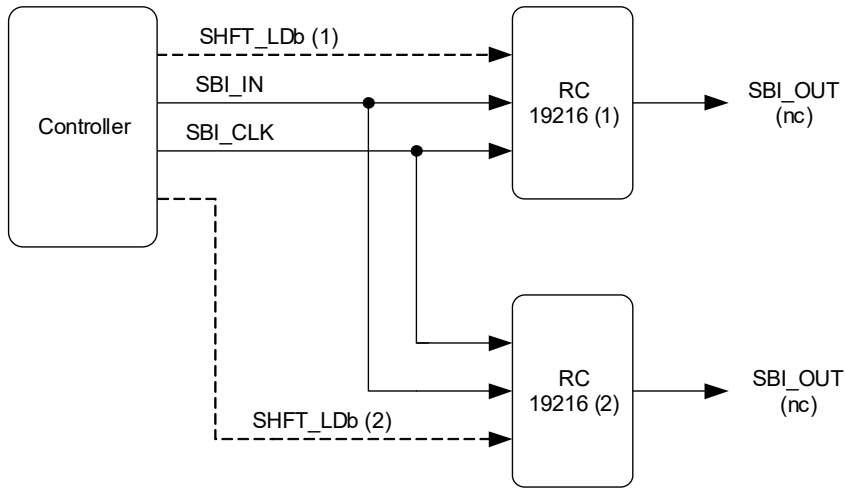 SHFT_LDb (1)
SBI_IN
SBI_CLK
Controller
RC
19216 (1)
SBI_OUT
(nc)
RC
19216 (2)
SBI_OUT
(nc)
SHFT_LDb (2)